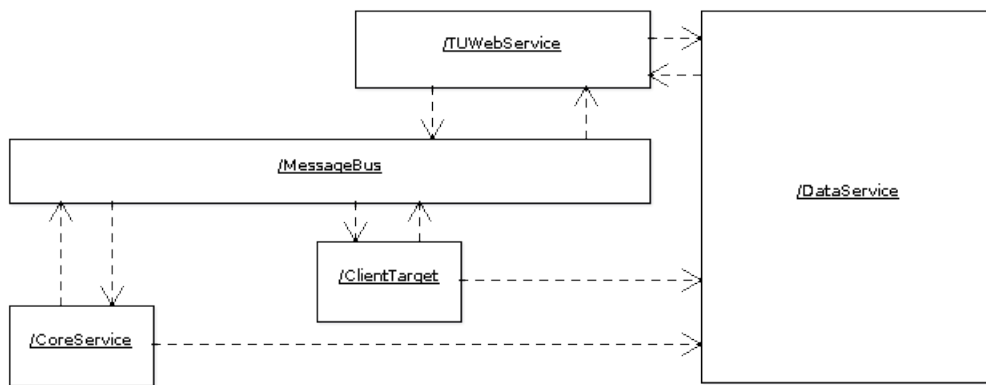 /TUWebService
/MessageBus
/DataService
/ClientTarget
/CoreService